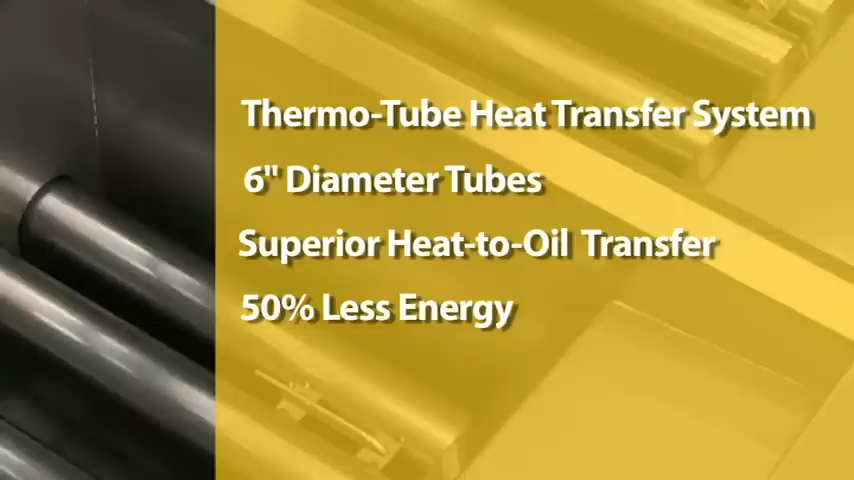 Thermo-Tube Heat Transfer System
6" Diameter Tubes
Superior Heat-to-Oil Transfer
50% Less Energy